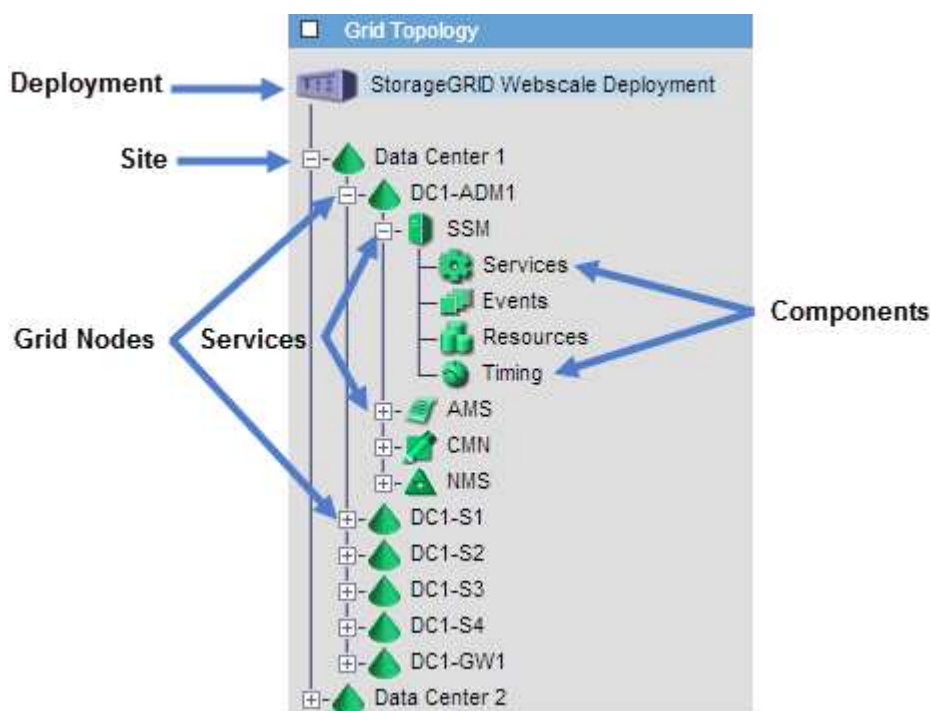 Grid Topology
Deployment
StorageGRID Webscale Deployment
Site
Data Center 1
DC1-ADM1
SSM
Services
Events
Components
Grid Nodes
Services
Resources
Timing
AMS
CMN
NMS
DC1-S1
DC1-S2
DC1-S3
DC1-S4
DC1-GW1
Data Center 2